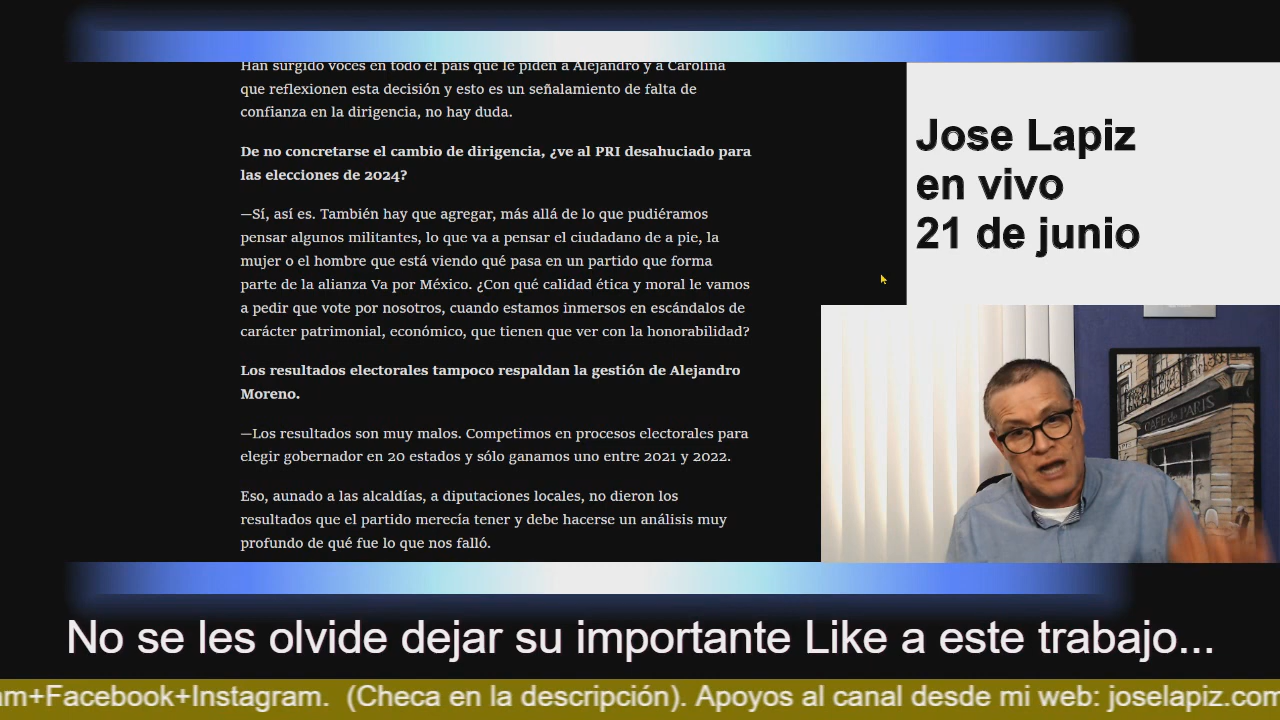 Han surgido voces en todo el país que le piden a Alejandro y a Carolina
que reflexionen esta decisión y esto es un señalamiento de falta de
confianza en la dirigencia, no hay duda.
De no concretarse el cambio de dirigencia, ¿ve al PRI desahuciado para
las elecciones de 2024?
—Sí, así es. También hay que agregar, más allá de lo que pudiéramos
pensar algunos militantes, lo que va a pensar el ciudadano de a pie, la
mujer o el hombre que está viendo qué pasa en un partido que forma
parte de la alianza Va por México. ¿Con qué calidad ética y moral le vamos
a pedir que vote por nosotros, cuando estamos inmersos en escándalos de
carácter patrimonial, económico, que tienen que ver con la honorabilidad?
Los resultados electorales tampoco respaldan la gestión de Alejandro
Moreno.
—Los resultados son muy malos. Competimos en procesos electorales para
elegir gobernador en 20 estados y sólo ganamos uno entre 2021 y 2022.
Eso, aunado a las alcaldías, a diputaciones locales, no dieron los
resultados que el partido merecía tener y debe hacerse un análisis muy
profundo de qué fue lo que nos falló.
Jose Lapiz
en vivo
21 de junio
CAFE de PARIS
No se les olvide dejar su importante Like a este trabajo...
am+Facebook+Instagram. (Checa en la descripción). Apoyos al canal desde mi web: joselapiz.com